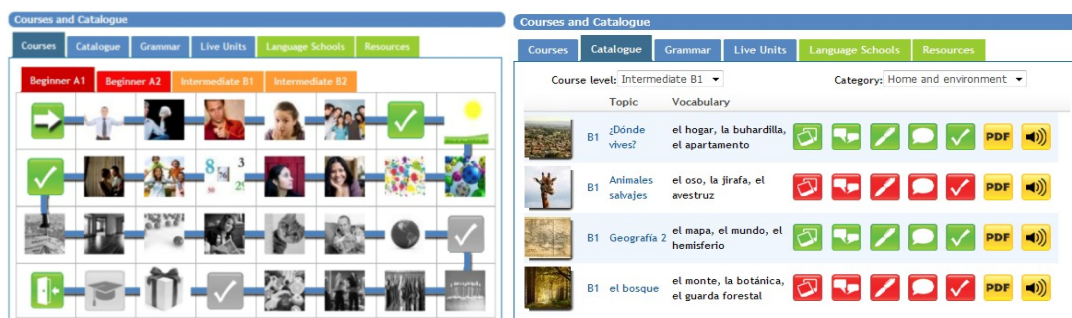 Courses and Catalogue
Courses Catalogue Grammar Live Units Language Schools Resources
Beginner A1 Beginner A2 Intermediate B1 Intermediate B2
Courses and Catalogue
Courses Catalogue Grammar Live Units Language Schools Resources
Course level: Intermediate B1 Category: Home and environment
Topic Vocabulary
B1 ¿Dónde vives? el hogar, la buhardilla, el apartamento PDF
B1 Animales salvajes el oso, la jirafa, el avestruz PDF
B1 Geografía 2 el mapa, el mundo, el hemisferio PDF
B1 el bosque el monte, la botánica, el guarda forestal PDF